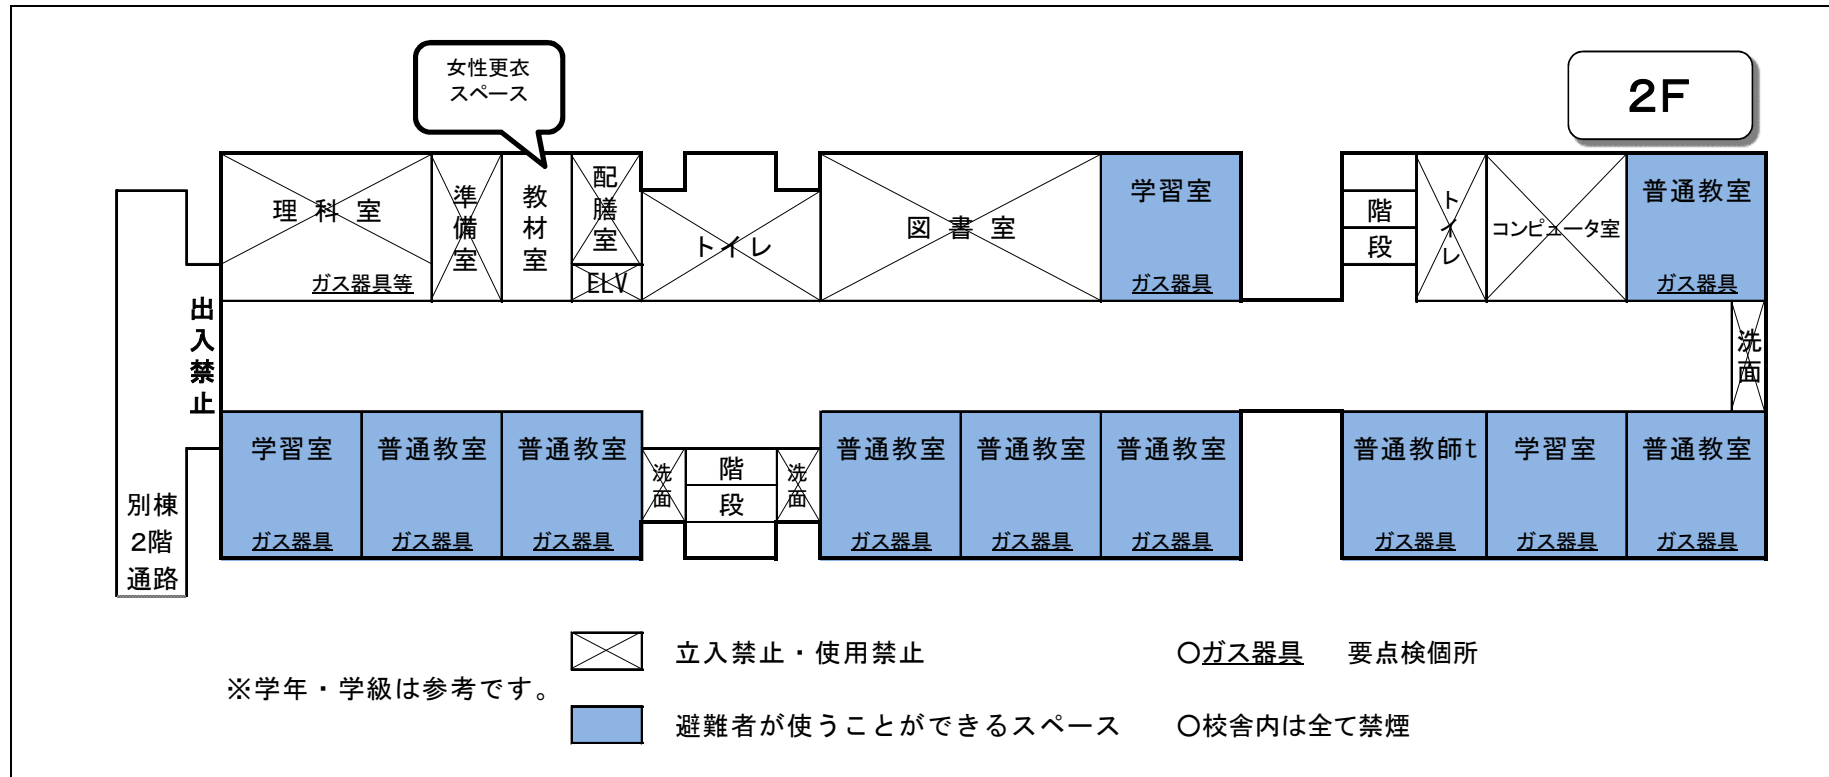 女性更衣
スペース
2F
理科室
ガス器具等
準備室
教材室
配膳室
ELV
トイレ
図書室
学習室
ガス器具
階段
トイレ
コンピュータ室
普通教室
ガス器具
出入禁止
洗面
学習室
ガス器具
普通教室
ガス器具
普通教室
ガス器具
洗面
階段
洗面
普通教室
ガス器具
普通教室
ガス器具
普通教室
ガス器具
普通教師t
ガス器具
学習室
ガス器具
普通教室
ガス器具
別棟
2階
通路
立入禁止・使用禁止
○ガス器具 要点検個所
※学年・学級は参考です。
避難者が使うことができるスペース
○校舎内は全て禁煙